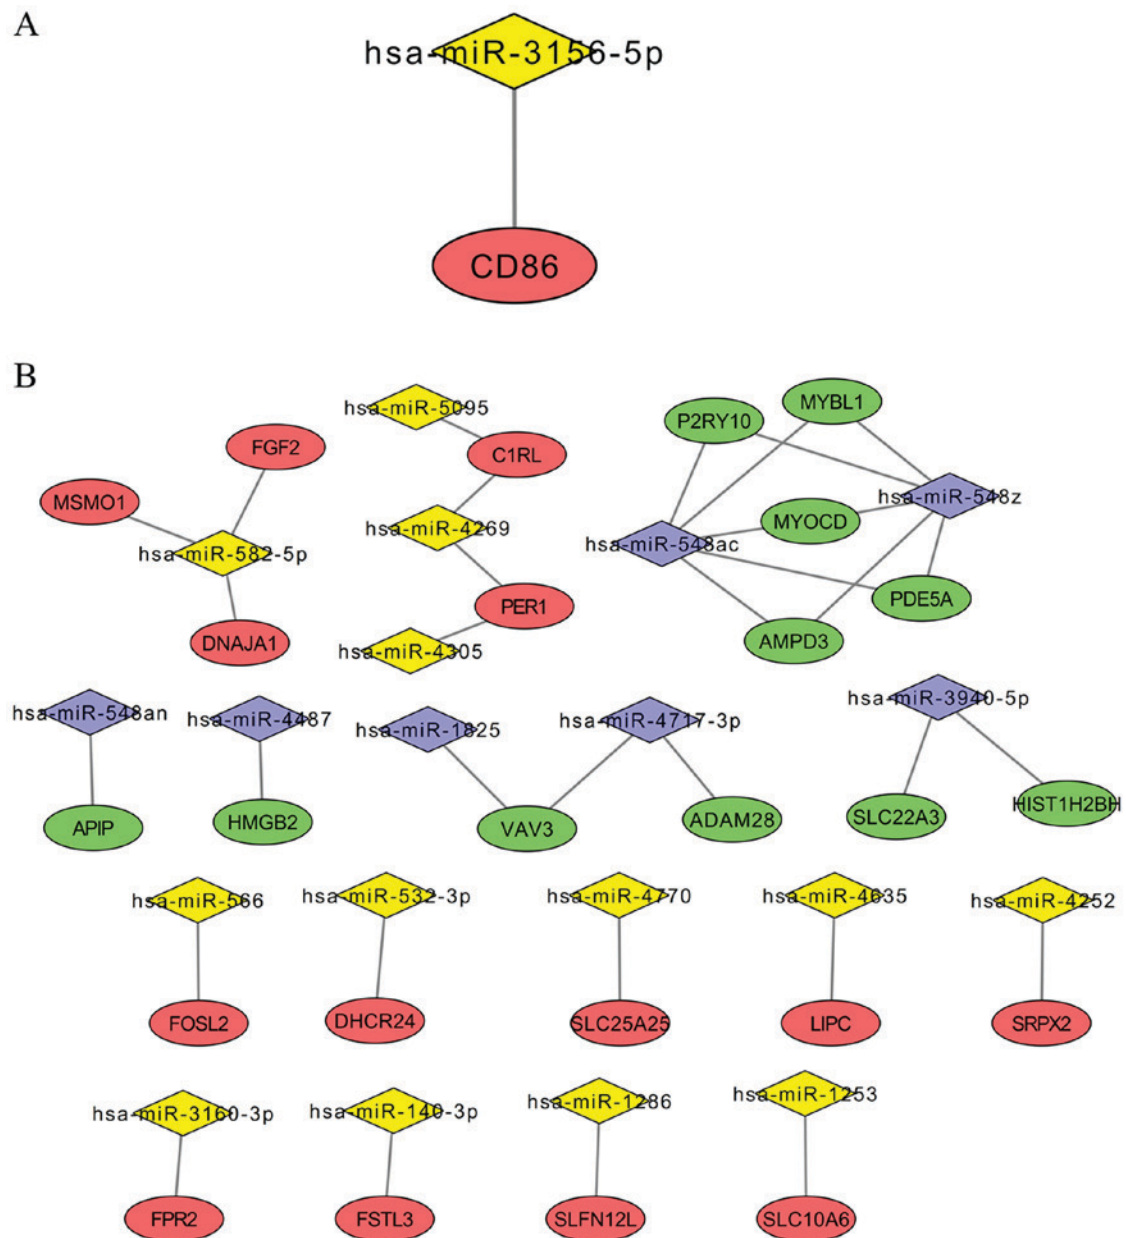 A
hsa-miR-3156-5p
CD86
B
hsa-miR-5095
MYBL1
P2RY10
FGF2
C1RL
MSMO1
hsa-miR-548z
hsa-miR-4269
MYOCD
hsa-miR-582-5p
hsa-miR-548ac
PDE5A
PER1
DNAJA1
AMPD3
hsa-miR-4305
hsa-miR-548an
hsa-miR-4487
hsa-miR-1825
hsa-miR-4717-3p
hsa-miR-3940-5p
APIP
HMGB2
VAV3
ADAM28
SLC22A3
HIST1H2BH
hsa-miR-566
hsa-miR-532-3p
hsa-miR-4770
hsa-miR-4635
hsa-miR-4252
FOSL2
DHCR24
SLC25A25
LIPC
SRPX2
hsa-miR-3160-3p
hsa-miR-140-3p
hsa-miR-1286
hsa-miR-1253
FPR2
FSTL3
SLFN12L
SLC10A6